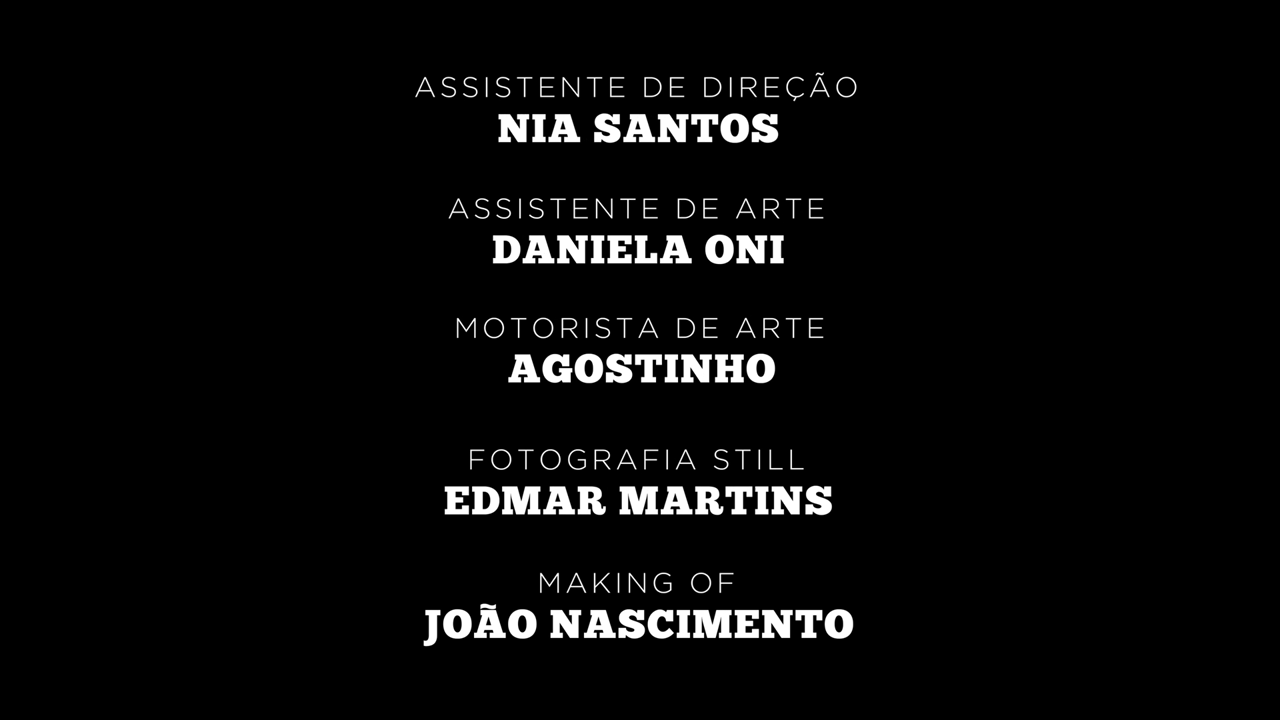 ASSISTENTE DE DIREÇÃO
NIA SANTOS
ASSISTENTE DE ARTE
DANIELA ONI
MOTORISTA DE ARTE
AGOSTINHO
FOTOGRAFIA STILL
EDMAR MARTINS
MAKING OF
JOÃO NASCIMENTO